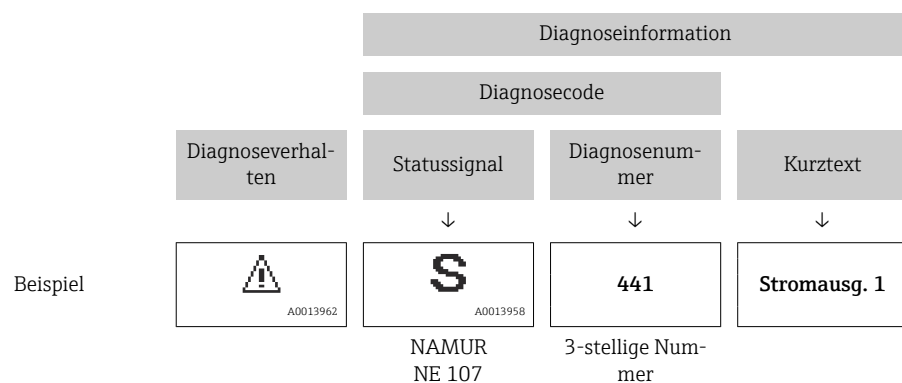 Diagnoseinformation
Diagnosecode
Diagnoseverhal-
ten
Statussignal
Diagnosenum-
mer
Kurztext
↓ ↓ ↓
Beispiel
S
441
Stromausg. 1
A0013962
A0013958
NAMUR
NE 107
3-stellige Num-
mer